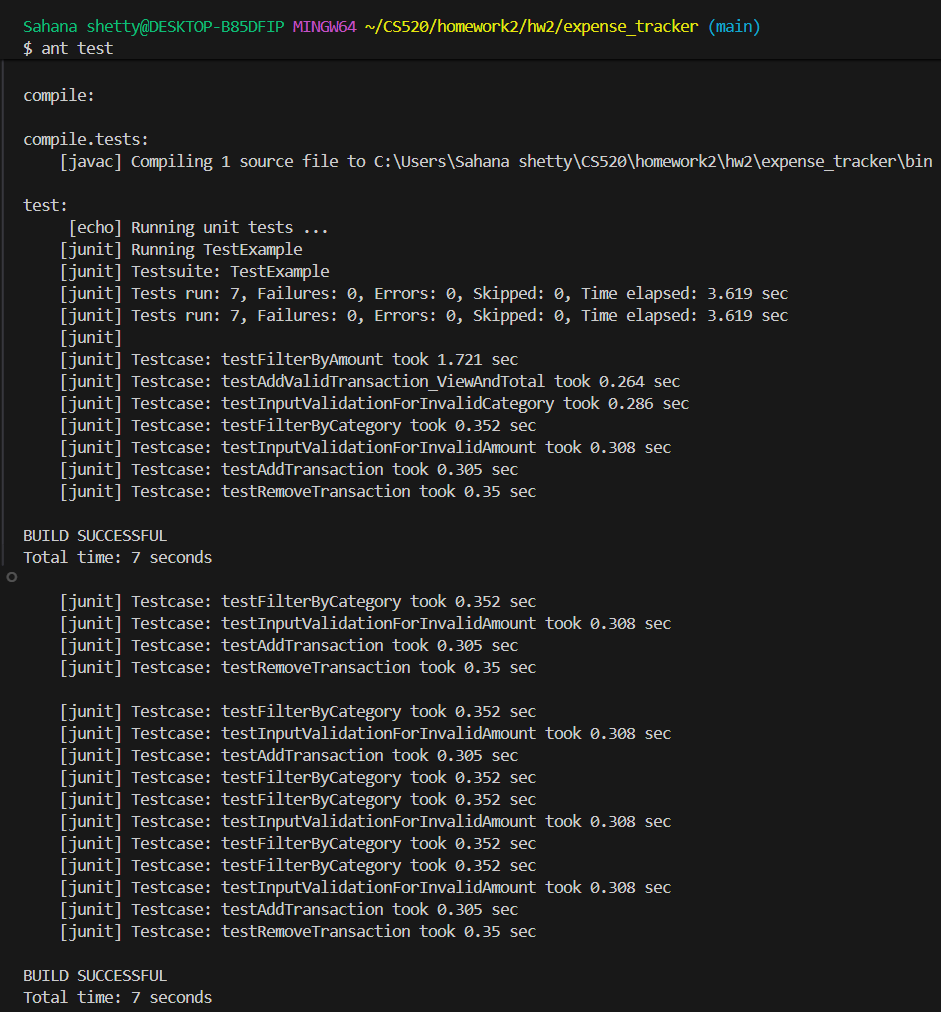 Sahana shetty@DESKTOP-B85DFIP MINGW64 ~/CS520/homework2/hw2/expense_tracker (main)
$ ant test
compile:
compile.tests:
    [javac] Compiling 1 source file to C:\Users\Sahana shetty\CS520\homework2\hw2\expense_tracker\bin
test:
     [echo] Running unit tests ...
    [junit] Running TestExample
    [junit] Testsuite: TestExample
    [junit] Tests run: 7, Failures: 0, Errors: 0, Skipped: 0, Time elapsed: 3.619 sec
    [junit] Tests run: 7, Failures: 0, Errors: 0, Skipped: 0, Time elapsed: 3.619 sec
    [junit]
    [junit] Testcase: testFilterByAmount took 1.721 sec
    [junit] Testcase: testAddValidTransaction_ViewAndTotal took 0.264 sec
    [junit] Testcase: testInputValidationForInvalidCategory took 0.286 sec
    [junit] Testcase: testFilterByCategory took 0.352 sec
    [junit] Testcase: testInputValidationForInvalidAmount took 0.308 sec
    [junit] Testcase: testAddTransaction took 0.305 sec
    [junit] Testcase: testRemoveTransaction took 0.35 sec
BUILD SUCCESSFUL
Total time: 7 seconds
    [junit] Testcase: testFilterByCategory took 0.352 sec
    [junit] Testcase: testInputValidationForInvalidAmount took 0.308 sec
    [junit] Testcase: testAddTransaction took 0.305 sec
    [junit] Testcase: testRemoveTransaction took 0.35 sec
    [junit] Testcase: testFilterByCategory took 0.352 sec
    [junit] Testcase: testInputValidationForInvalidAmount took 0.308 sec
    [junit] Testcase: testAddTransaction took 0.305 sec
    [junit] Testcase: testFilterByCategory took 0.352 sec
    [junit] Testcase: testFilterByCategory took 0.352 sec
    [junit] Testcase: testInputValidationForInvalidAmount took 0.308 sec
    [junit] Testcase: testFilterByCategory took 0.352 sec
    [junit] Testcase: testFilterByCategory took 0.352 sec
    [junit] Testcase: testInputValidationForInvalidAmount took 0.308 sec
    [junit] Testcase: testAddTransaction took 0.305 sec
    [junit] Testcase: testRemoveTransaction took 0.35 sec
BUILD SUCCESSFUL
Total time: 7 seconds